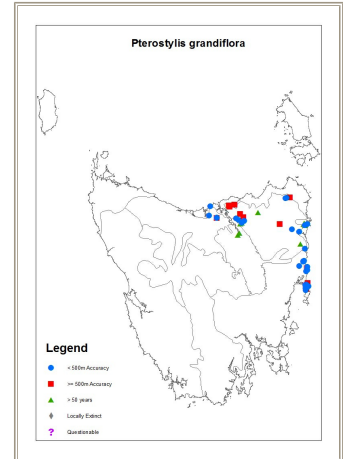 Pterostylis grandiflora
Legend
< 500m Accuracy
>= 500m Accuracy
> 50 years
Locally Extinct
Questionable